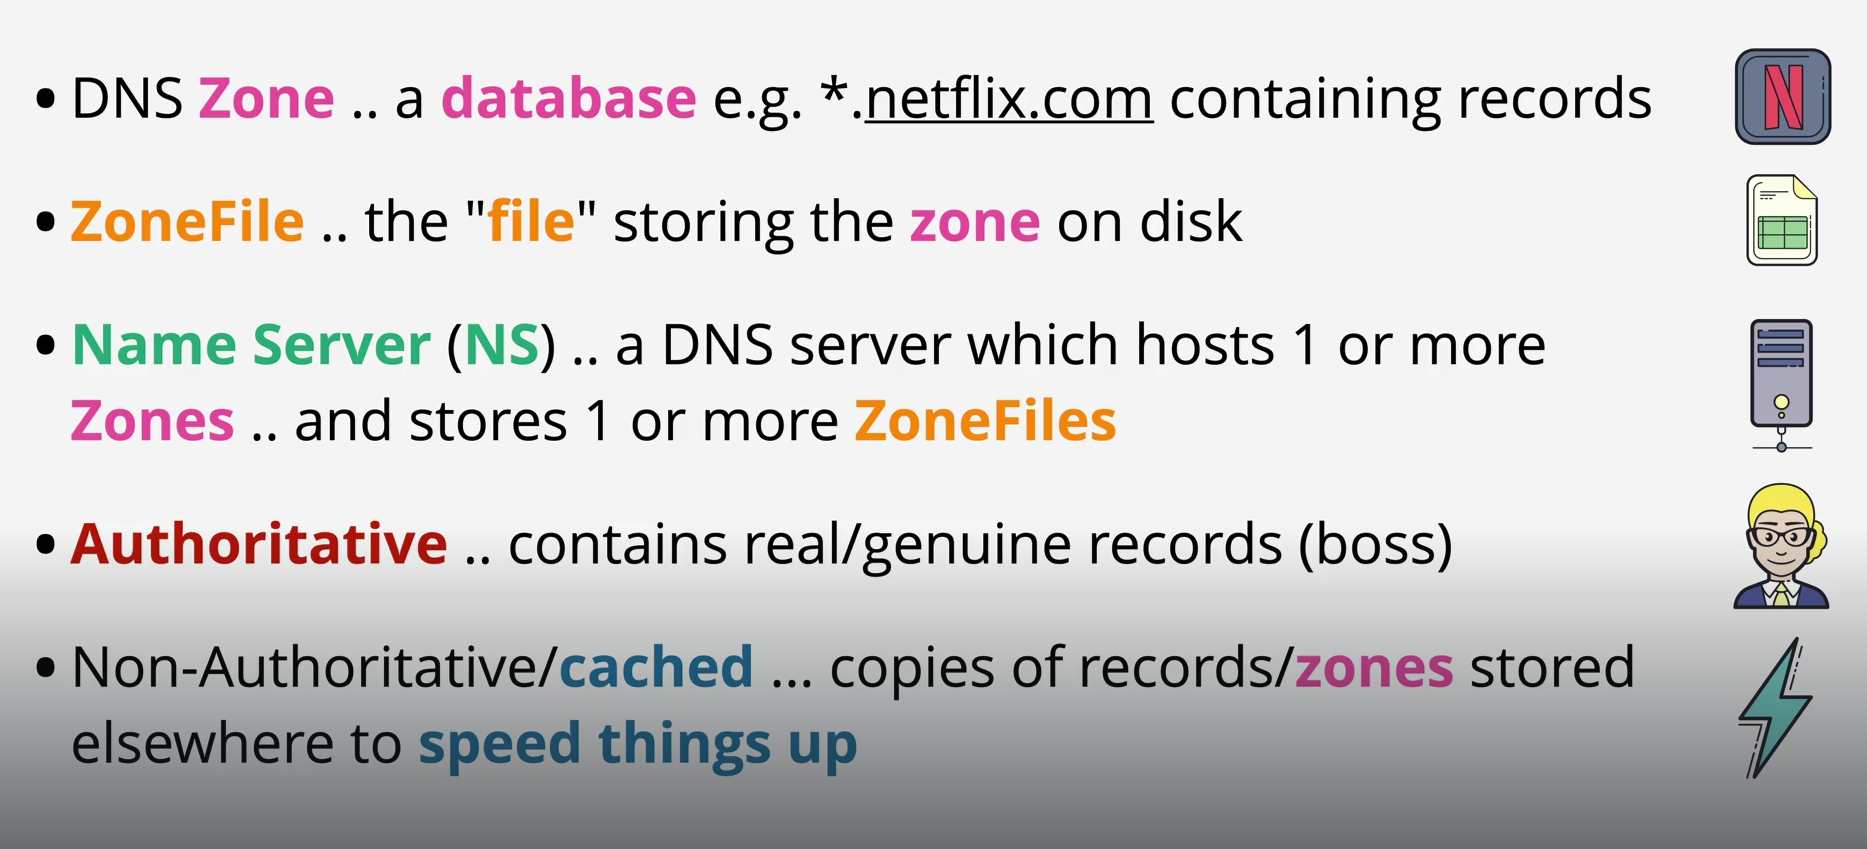 • DNS Zone .. a database e.g. *.netflix.com containing records
• ZoneFile .. the "file" storing the zone on disk
• Name Server (NS) .. a DNS server which hosts 1 or more
Zones .. and stores 1 or more ZoneFiles
• Authoritative .. contains real/genuine records (boss)
• Non-Authoritative/cached ... copies of records/zones stored
elsewhere to speed things up
N